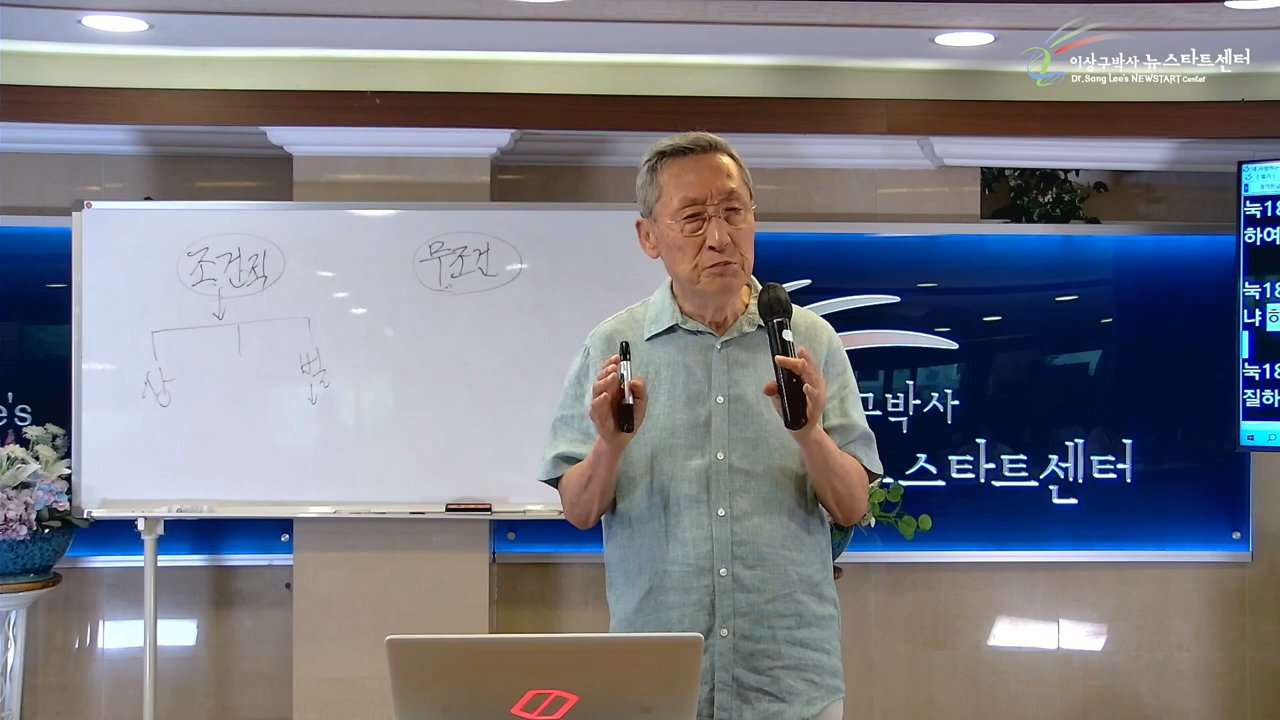 이상구박사 뉴스타트센터
Dr.Sang Lee's NEWSTART Center
조건적
무조건
상
벌
눅18
하여
눅18
냐 하
눅18
질하
e's
구박사
스타트센터